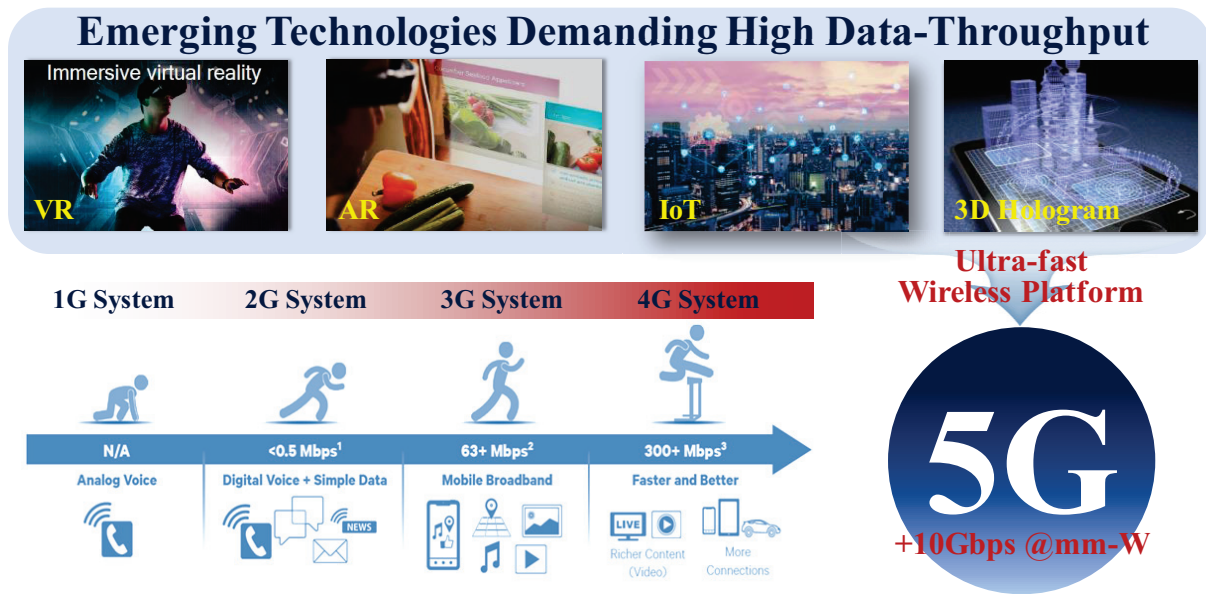 Emerging Technologies Demanding High Data-Throughput
Immersive virtual reality
VR
AR
IoT
3D Hologram
Ultra-fast
Wireless Platform
1G System
2G System
3G System
4G System
N/A
<0.5 Mbps¹
63+ Mbps²
300+ Mbps³
Analog Voice
Digital Voice + Simple Data
Mobile Broadband
Faster and Better
NEWS
LIVE
Richer Content
(Video)
More
Connections
5G
+10Gbps @mm-W